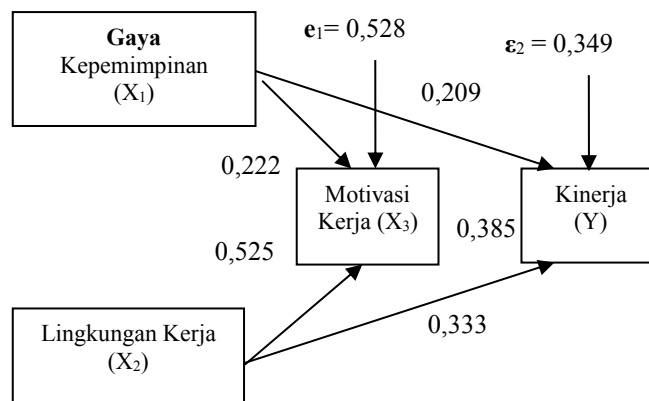 Gaya
Kepemimpinan
(X₁)
e₁= 0,528
ε₂ = 0,349
0,209
0,222
Motivasi
Kerja (X₃)
0,385
Kinerja
(Y)
0,525
Lingkungan Kerja
(X₂)
0,333